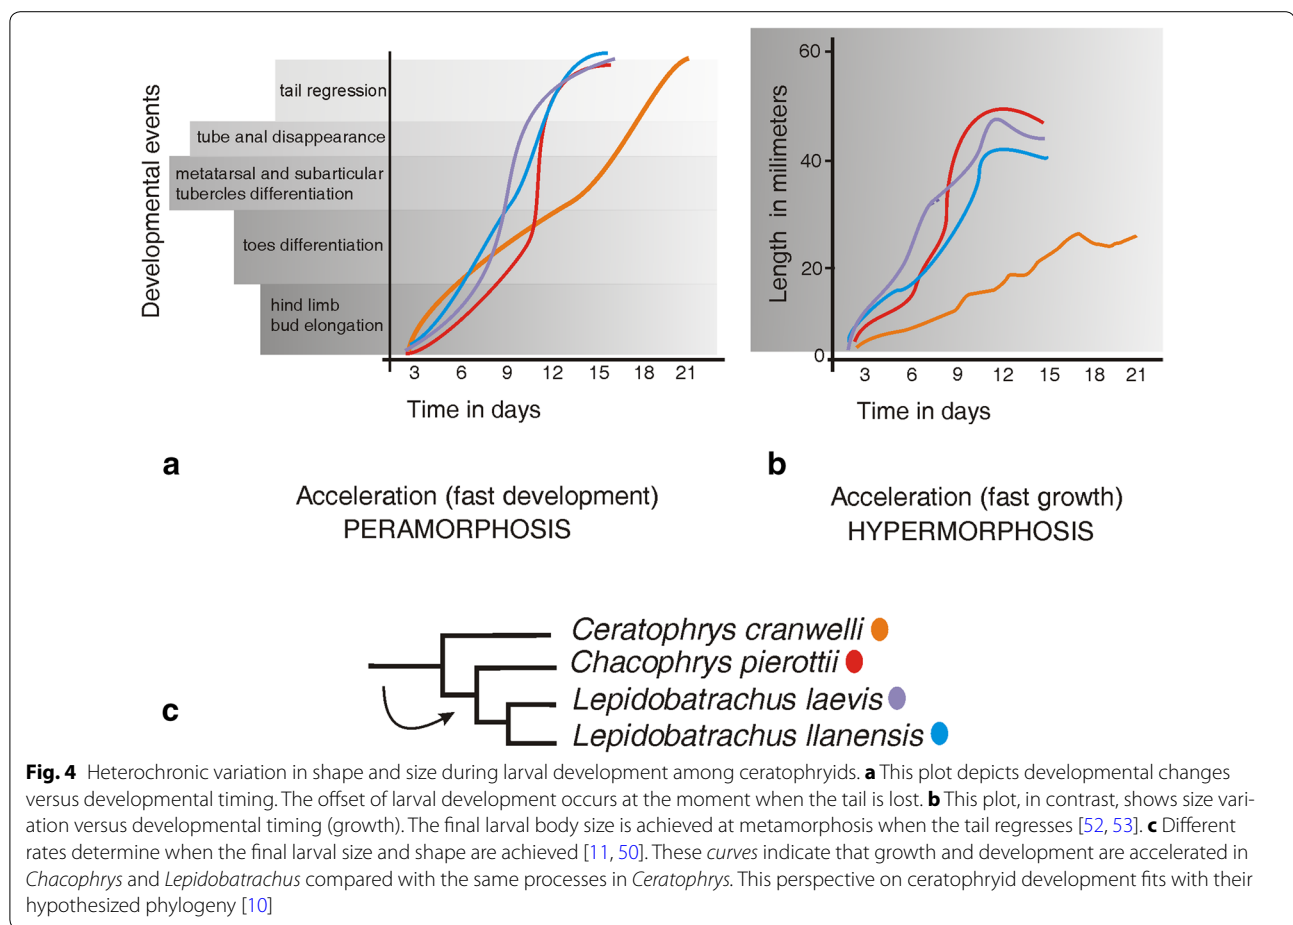 Developmental events
tail regression
tube anal disappearance
metatarsal and subarticular
tubercles differentiation
toes differentiation
hind limb
bud elongation
3 6 9 12 15 18 21
Time in days
a
Acceleration (fast development)
PERAMORPHOSIS
Length in milimeters
60
40
20
0
3 6 9 12 15 18 21
Time in days
b
Acceleration (fast growth)
HYPERMORPHOSIS
c
Ceratophrys cranwelli
Chacophrys pierottii
Lepidobatrachus laevis
Lepidobatrachus llanensis
Fig. 4 Heterochronic variation in shape and size during larval development among ceratophryids. a This plot depicts developmental changes
versus developmental timing. The offset of larval development occurs at the moment when the tail is lost. b This plot, in contrast, shows size vari-
ation versus developmental timing (growth). The final larval body size is achieved at metamorphosis when the tail regresses [52, 53]. c Different
rates determine when the final larval size and shape are achieved [11, 50]. These curves indicate that growth and development are accelerated in
Chacophrys and Lepidobatrachus compared with the same processes in Ceratophrys. This perspective on ceratophryid development fits with their
hypothesized phylogeny [10]